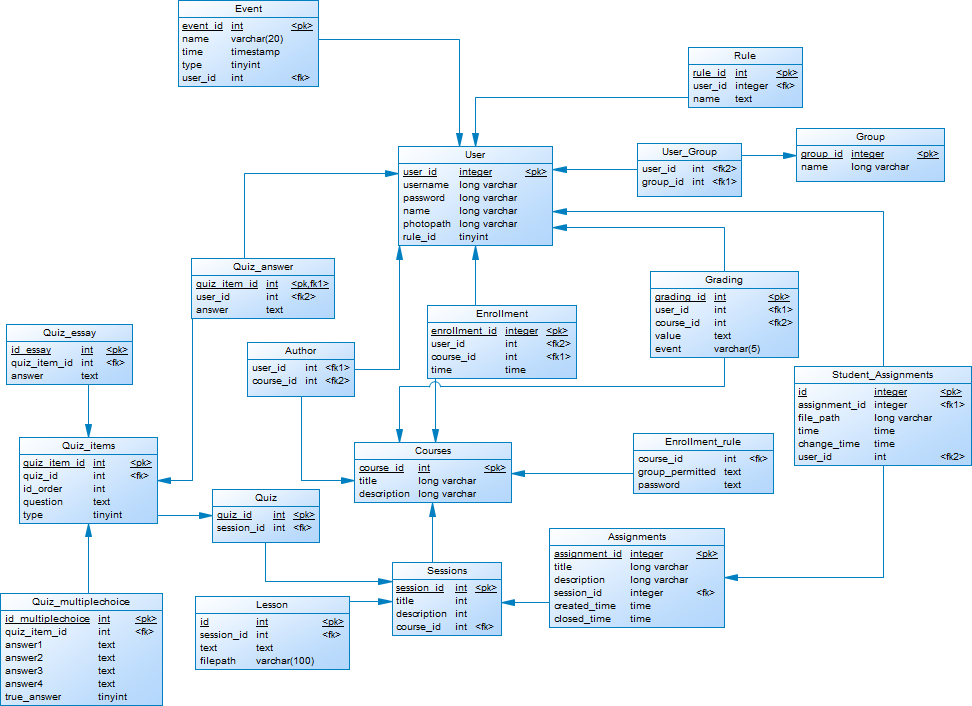 Event
event_id int <pk>
name varchar(20)
time timestamp
type tinyint
user_id int <fk>
Rule
rule_id int <pk>
user_id integer <fk>
name text
User
user_id integer <pk>
username long varchar
password long varchar
name long varchar
photopath long varchar
rule_id tinyint
User_Group
user_id int <fk2>
group_id int <fk1>
Group
group_id integer <pk>
name long varchar
Quiz_answer
quiz_item_id int <pk,fk1>
user_id int <fk2>
answer text
Grading
grading_id int <pk>
user_id int <fk1>
course_id int <fk2>
value text
event varchar(5)
Enrollment
enrollment_id integer <pk>
user_id int <fk2>
course_id int <fk1>
time time
Quiz_essay
id_essay int <pk>
quiz_item_id int <fk>
answer text
Author
user_id int <fk1>
course_id int <fk2>
Student_Assignments
id integer <pk>
assignment_id integer <fk1>
file_path long varchar
time time
change_time time
user_id int <fk2>
Quiz_items
quiz_item_id int <pk>
quiz_id int <fk>
id_order int
question text
type tinyint
Courses
course_id int <pk>
title long varchar
description long varchar
Enrollment_rule
course_id int <fk>
group_permitted text
password text
Quiz
quiz_id int <pk>
session_id int <fk>
Assignments
assignment_id integer <pk>
title long varchar
description long varchar
session_id integer <fk>
created_time time
closed_time time
Sessions
session_id int <pk>
title int
description int
course_id int <fk>
Quiz_multiplechoice
id_multiplechoice int <pk>
quiz_item_id int <fk>
answer1 text
answer2 text
answer3 text
answer4 text
true_answer tinyint
Lesson
id int <pk>
session_id int <fk>
text text
filepath varchar(100)